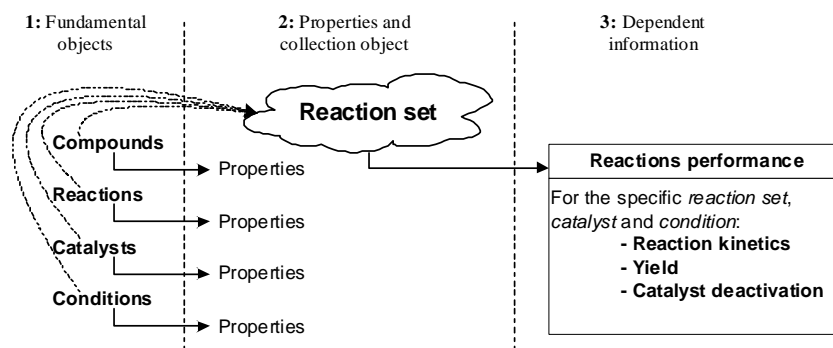 1: Fundamental
objects
2: Properties and
collection object
3: Dependent
information
Reaction set
Compounds
Properties
Reactions
Properties
Catalysts
Properties
Conditions
Properties
Reactions performance
For the specific reaction set,
catalyst and condition:
- Reaction kinetics
- Yield
- Catalyst deactivation